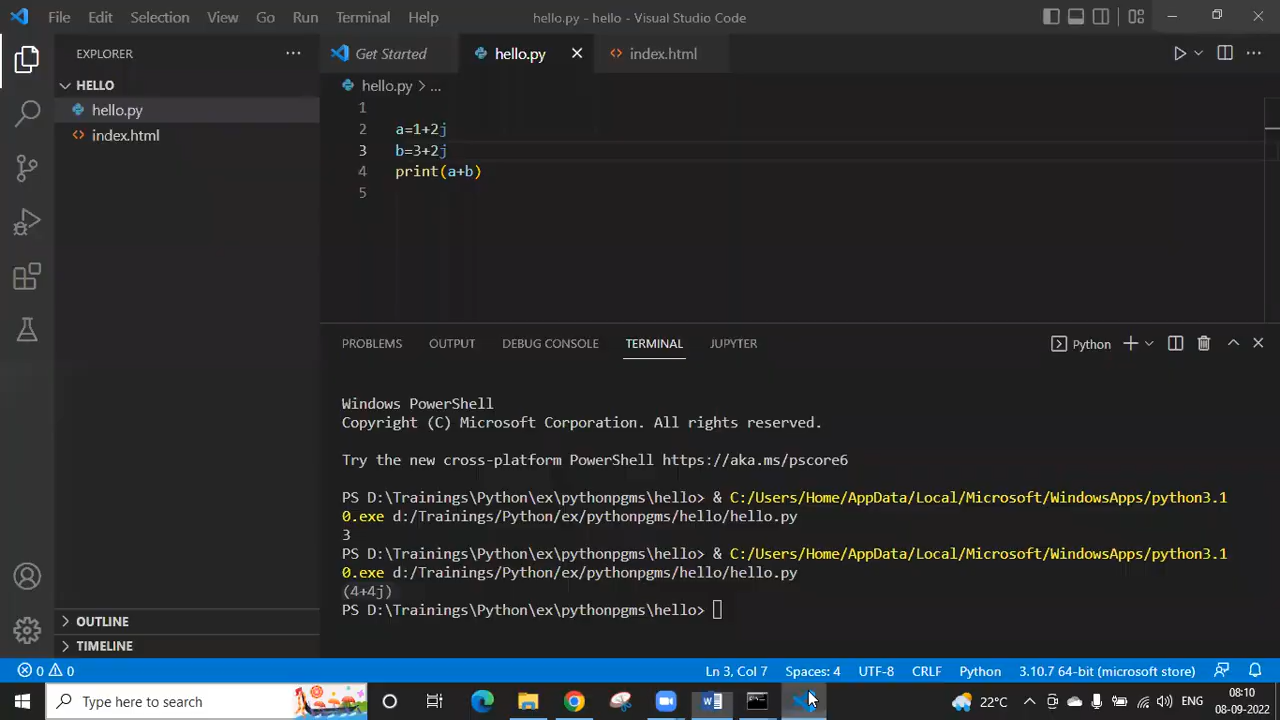 File Edit Selection View Go Run Terminal Help hello.py - hello - Visual Studio Code
EXPLORER
Get Started hello.py index.html
HELLO
hello.py > ...
hello.py
index.html
1
2 a=1+2j
3 b=3+2j
4 print(a+b)
5
PROBLEMS OUTPUT DEBUG CONSOLE TERMINAL JUPYTER Python
Windows PowerShell
Copyright (C) Microsoft Corporation. All rights reserved.
Try the new cross-platform PowerShell https://aka.ms/pscore6
PS D:\Trainings\Python\ex\pythonpgms\hello> & C:/Users/Home/AppData/Local/Microsoft/WindowsApps/python3.1
0.exe d:/Trainings/Python/ex/pythonpgms/hello/hello.py
3
PS D:\Trainings\Python\ex\pythonpgms\hello> & C:/Users/Home/AppData/Local/Microsoft/WindowsApps/python3.1
0.exe d:/Trainings/Python/ex/pythonpgms/hello/hello.py
(4+4j)
PS D:\Trainings\Python\ex\pythonpgms\hello>
OUTLINE
TIMELINE
0 0 Ln 3, Col 7 Spaces: 4 UTF-8 CRLF Python 3.10.7 64-bit (microsoft store)
Type here to search 22°C ENG 08:10
08-09-2022